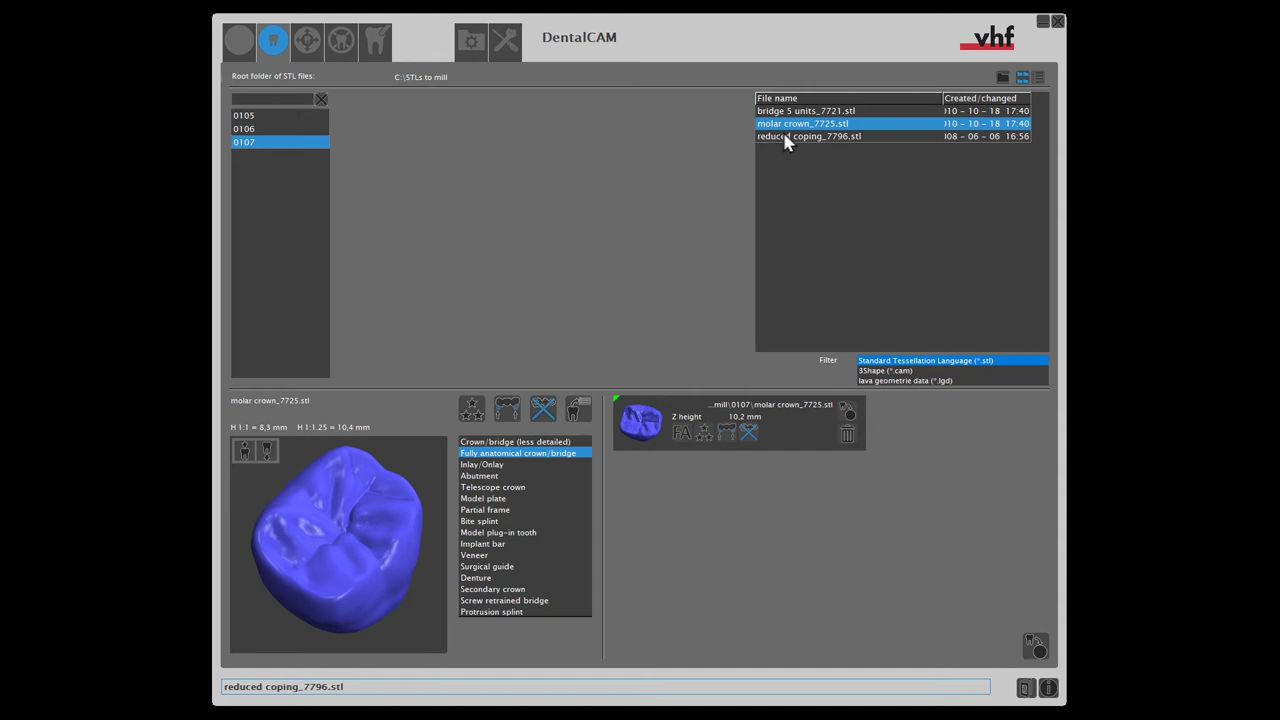 DentalCAM
vhf
Root folder of STL files:
C:\STLs to mill
0105
0106
0107
File name
Created/changed
bridge 5 units_7721.stl
)10 - 10 - 18 17:40
molar crown_7725.stl
)10 - 10 - 18 17:40
reduced coping_7796.stl
)08 - 06 - 06 16:56
Filter
Standard Tessellation Language (*.stl)
3Shape (*.cam)
lava geometrie data (*.lgd)
molar crown_7725.stl
H 1:1 = 8,3 mm H 1:1.25 = 10,4 mm
Crown/bridge (less detailed)
Fully anatomical crown/bridge
Inlay/Onlay
Abutment
Telescope crown
Model plate
Partial frame
Bite splint
Model plug-in tooth
Implant bar
Veneer
Surgical guide
Denture
Secondary crown
Screw retrained bridge
Protrusion splint
...mill\0107\molar crown_7725.stl
Z height 10,2 mm
FA
reduced coping_7796.stl